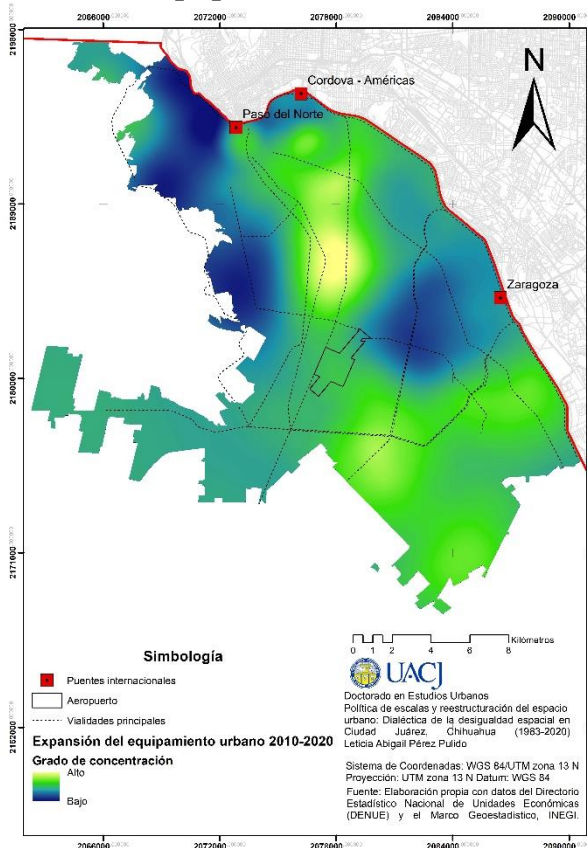 2066000 2072000 2078000 2084000 2090000
2198000
N
Cordova - Américas
Paso del Norte
2189000
Zaragoza
2180000
2171000
2162000
Simbología
Puentes internacionales
Aeropuerto
Vialidades principales
Expansión del equipamiento urbano 2010-2020
Grado de concentración
Alto
Bajo
Kilómetros
0 1 2 4 6 8
UACJ
Doctorado en Estudios Urbanos
Política de escalas y reestructuración del espacio
urbano: Dialéctica de la desigualdad espacial en
Ciudad Juárez, Chihuahua (1983-2020)
Leticia Abigail Pérez Pulido
Sistema de Coordenadas: WGS 84/UTM zona 13 N
Proyección: UTM zona 13 N Datum: WGS 84
Fuente: Elaboración propia con datos del Directorio
Estadístico Nacional de Unidades Económicas
(DENUE) y el Marco Geoestadístico, INEGI.
2066000 2072000 2078000 2084000 2090000